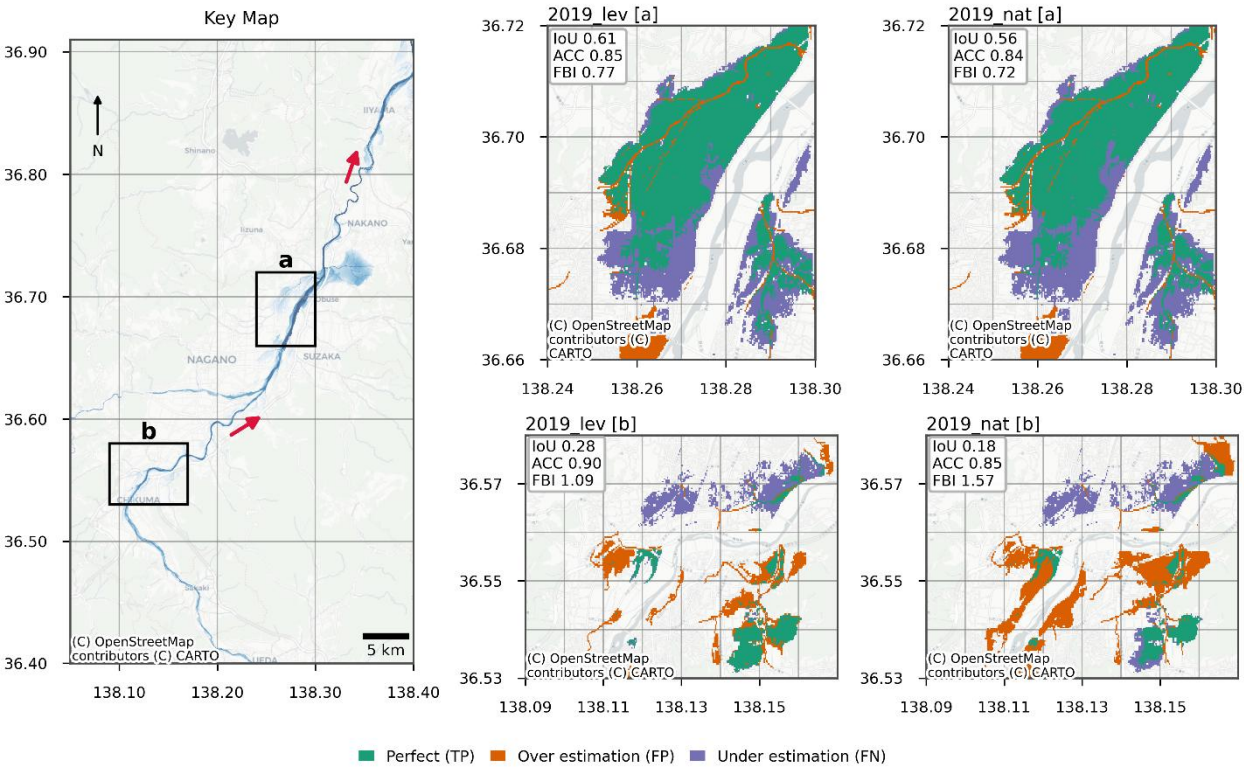 Key Map
36.90
36.80
36.70
36.60
36.50
36.40
N
IIYAMA
Shinano
NAKANO
Iizuna
Ya
a
Obuse
NAGANO
SUZAKA
b
CHIKUMA
Sakaki
UEDA
(C) OpenStreetMap
contributors (C) CARTO
5 km
138.10 138.20 138.30 138.40
2019_lev [a]
IoU 0.61
ACC 0.85
FBI 0.77
36.72
36.70
36.68
36.66
(C) OpenStreetMap
contributors (C)
CARTO
138.24 138.26 138.28 138.30
2019_nat [a]
IoU 0.56
ACC 0.84
FBI 0.72
36.72
36.70
36.68
36.66
(C) OpenStreetMap
contributors (C)
CARTO
138.24 138.26 138.28 138.30
2019_lev [b]
IoU 0.28
ACC 0.90
FBI 1.09
36.57
36.55
36.53
(C) OpenStreetMap
contributors (C) CARTO
138.09 138.11 138.13 138.15
2019_nat [b]
IoU 0.18
ACC 0.85
FBI 1.57
36.57
36.55
36.53
(C) OpenStreetMap
contributors (C) CARTO
138.09 138.11 138.13 138.15
Perfect (TP) Over estimation (FP) Under estimation (FN)